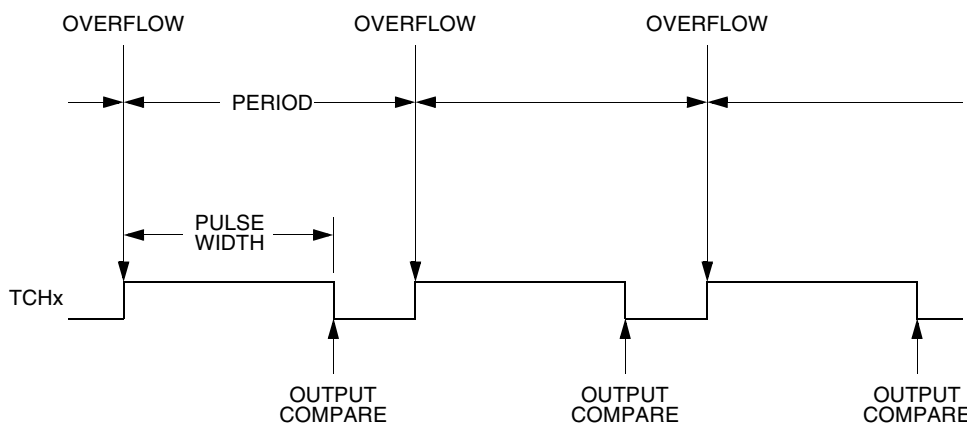 OVERFLOW OVERFLOW OVERFLOW
PERIOD
PULSE
WIDTH
TCHx
OUTPUT
COMPARE
OUTPUT
COMPARE
OUTPUT
COMPARE